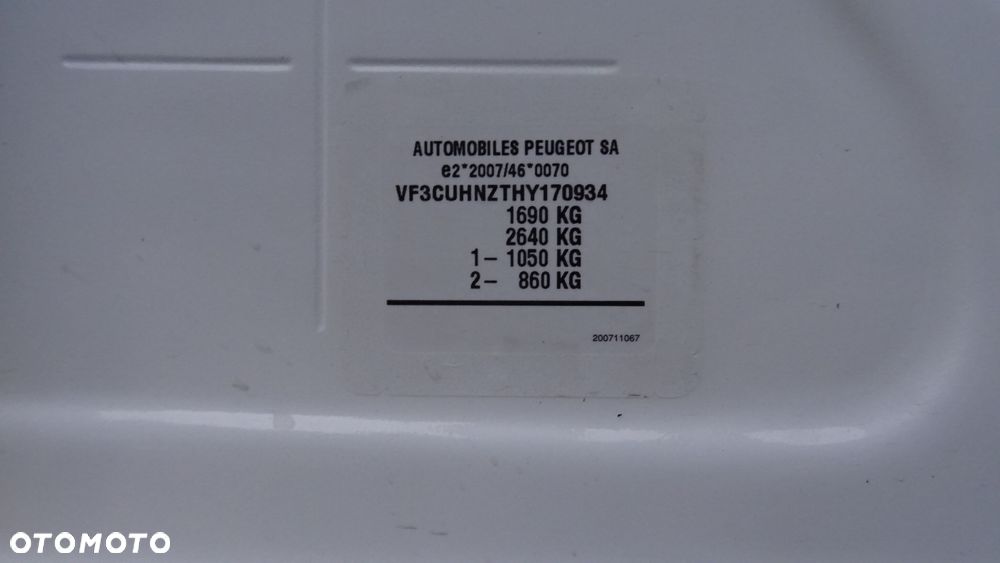 AUTOMOBILES PEUGEOT SA
e2*2007/46*0070
VF3CUHNZTHY170934
1690 KG
2640 KG
1- 1050 KG
2- 860 KG
200711067
OTOMOTO